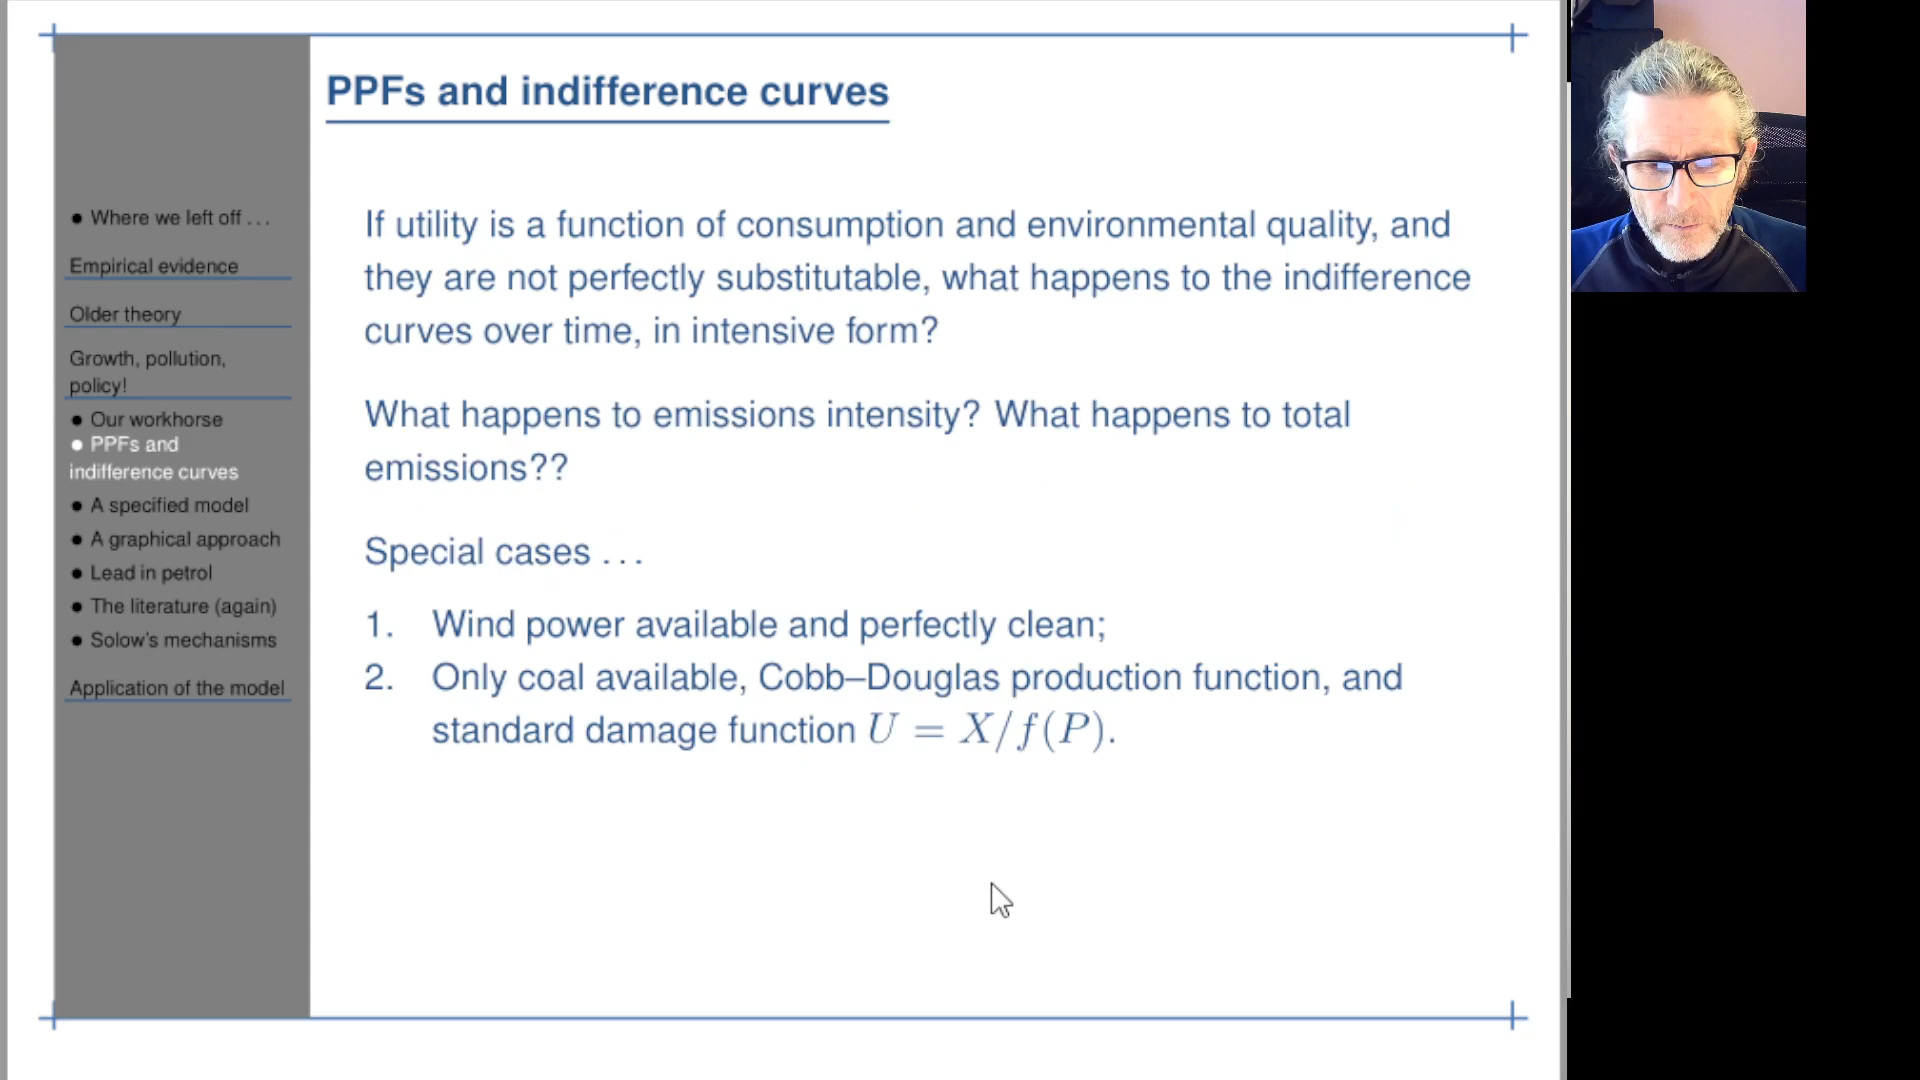 PPFs and indifference curves
● Where we left off . . .
Empirical evidence
Older theory
Growth, pollution,
policy!
● Our workhorse
● PPFs and
indifference curves
● A specified model
● A graphical approach
● Lead in petrol
● The literature (again)
● Solow's mechanisms
Application of the model
If utility is a function of consumption and environmental quality, and
they are not perfectly substitutable, what happens to the indifference
curves over time, in intensive form?
What happens to emissions intensity? What happens to total
emissions??
Special cases . . .
1. Wind power available and perfectly clean;
2. Only coal available, Cobb–Douglas production function, and
standard damage function U = X/f(P).